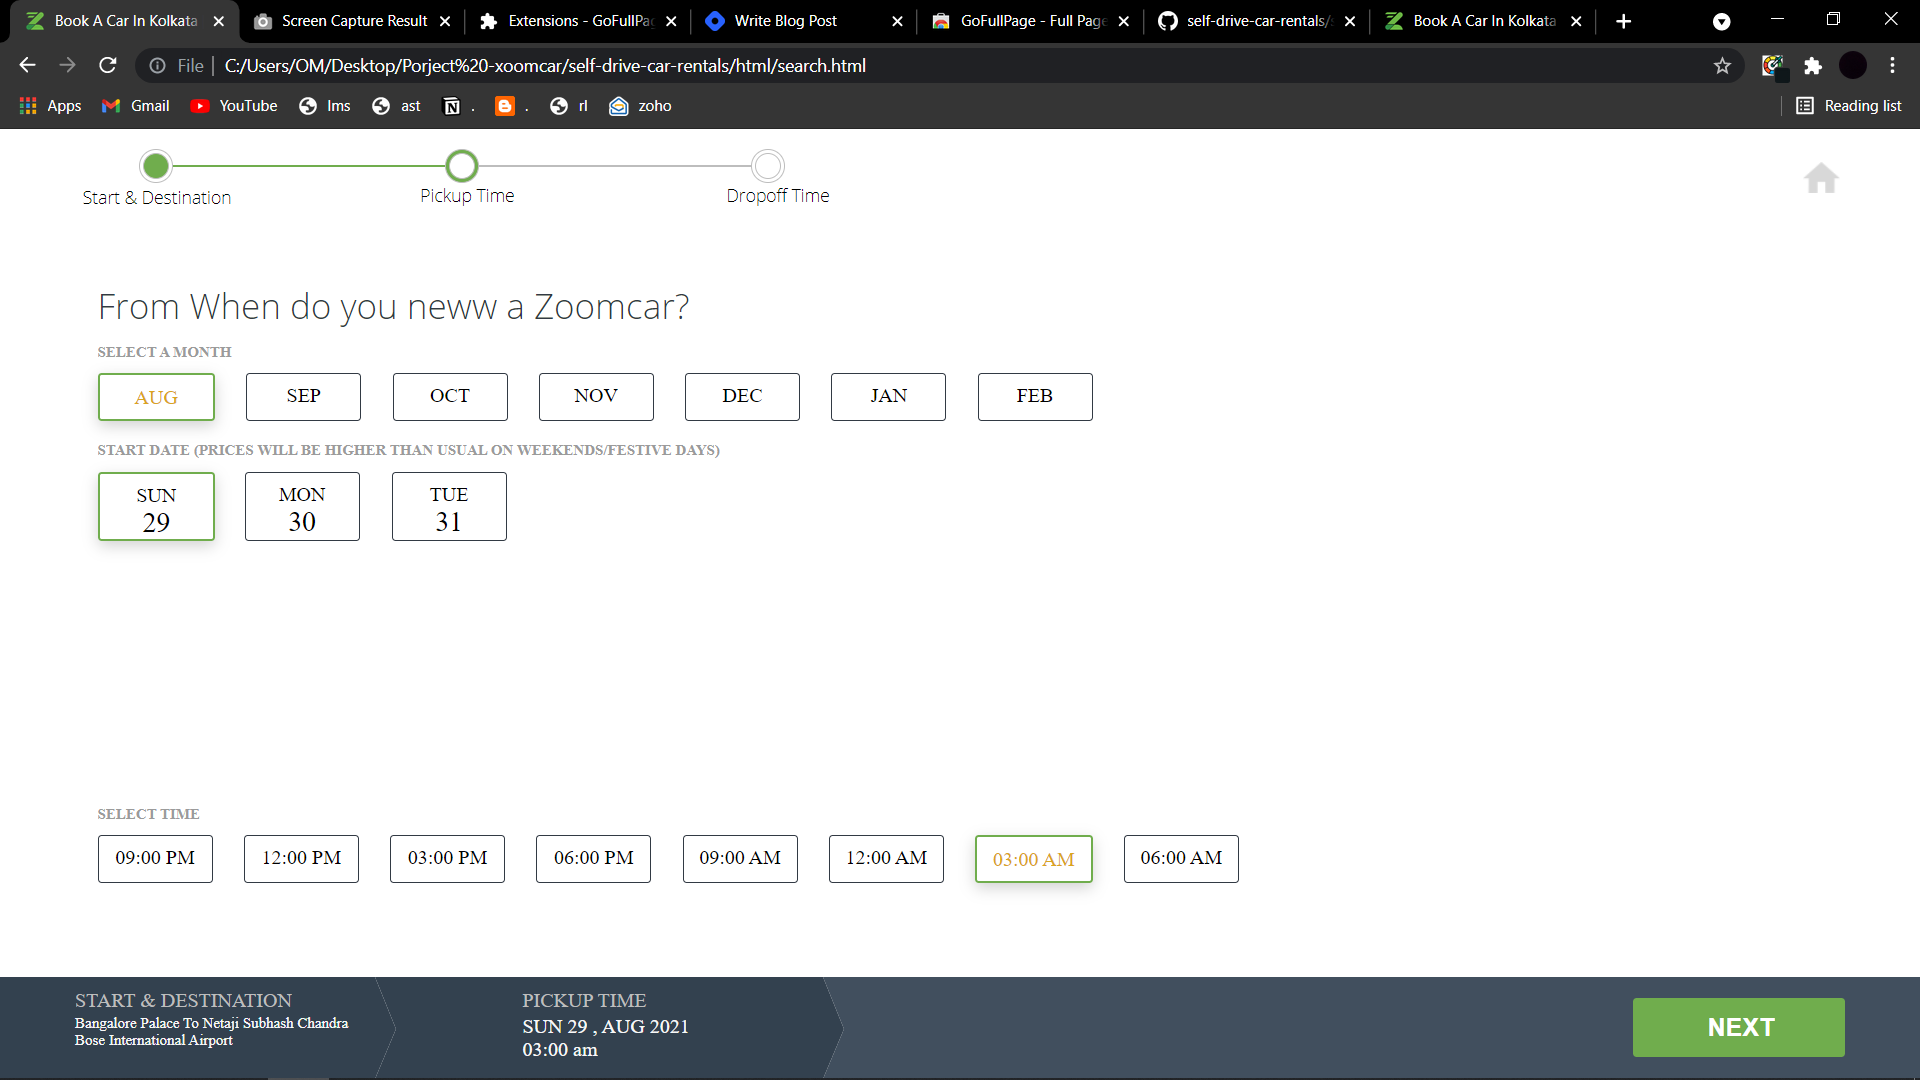 Book A Car In Kolkata
Screen Capture Result
Extensions - GoFullPa
Write Blog Post
GoFullPage - Full Page
self-drive-car-rentals/
Book A Car In Kolkata
File
C:/Users/OM/Desktop/Porject%20-xoomcar/self-drive-car-rentals/html/search.html
Apps
Gmail
YouTube
lms
ast
.
.
rl
zoho
Reading list
Start & Destination
Pickup Time
Dropoff Time
From When do you neww a Zoomcar?
SELECT A MONTH
AUG
SEP
OCT
NOV
DEC
JAN
FEB
START DATE (PRICES WILL BE HIGHER THAN USUAL ON WEEKENDS/FESTIVE DAYS)
SUN
29
MON
30
TUE
31
SELECT TIME
09:00 PM
12:00 PM
03:00 PM
06:00 PM
09:00 AM
12:00 AM
03:00 AM
06:00 AM
START & DESTINATION
Bangalore Palace To Netaji Subhash Chandra
Bose International Airport
PICKUP TIME
SUN 29 , AUG 2021
03:00 am
NEXT